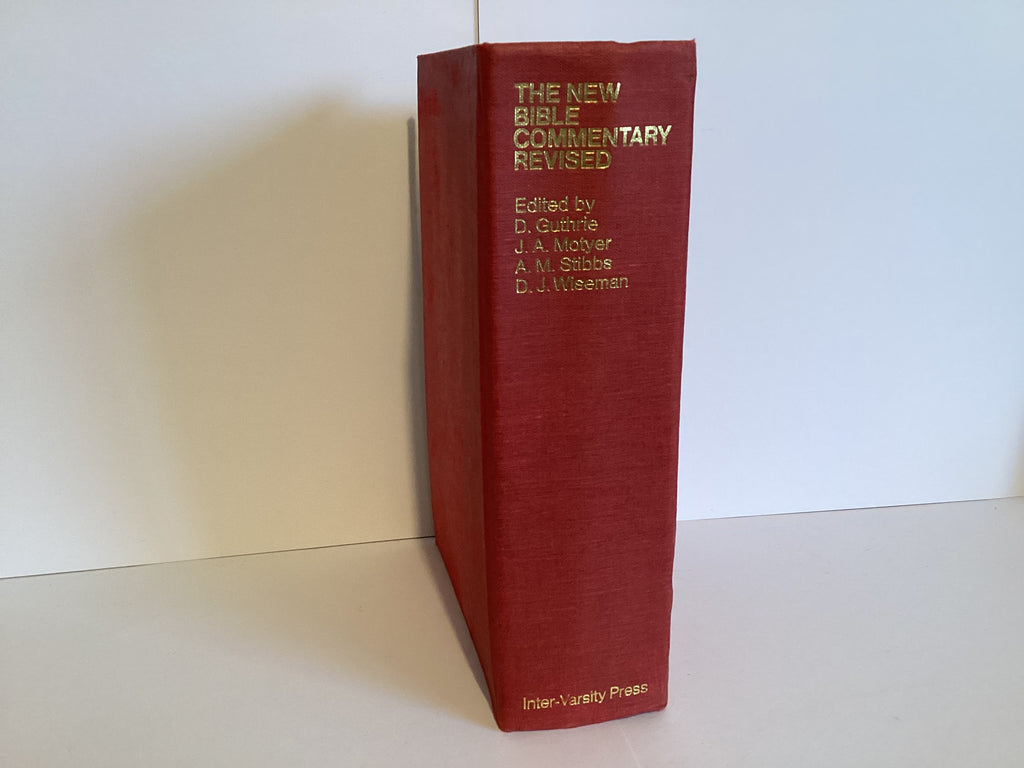 THE NEW
BIBLE
COMMENTARY
REVISED
Edited by
D. Guthrie
J. A. Motyer
A. M. Stibbs
D. J. Wiseman
Inter-Varsity Press